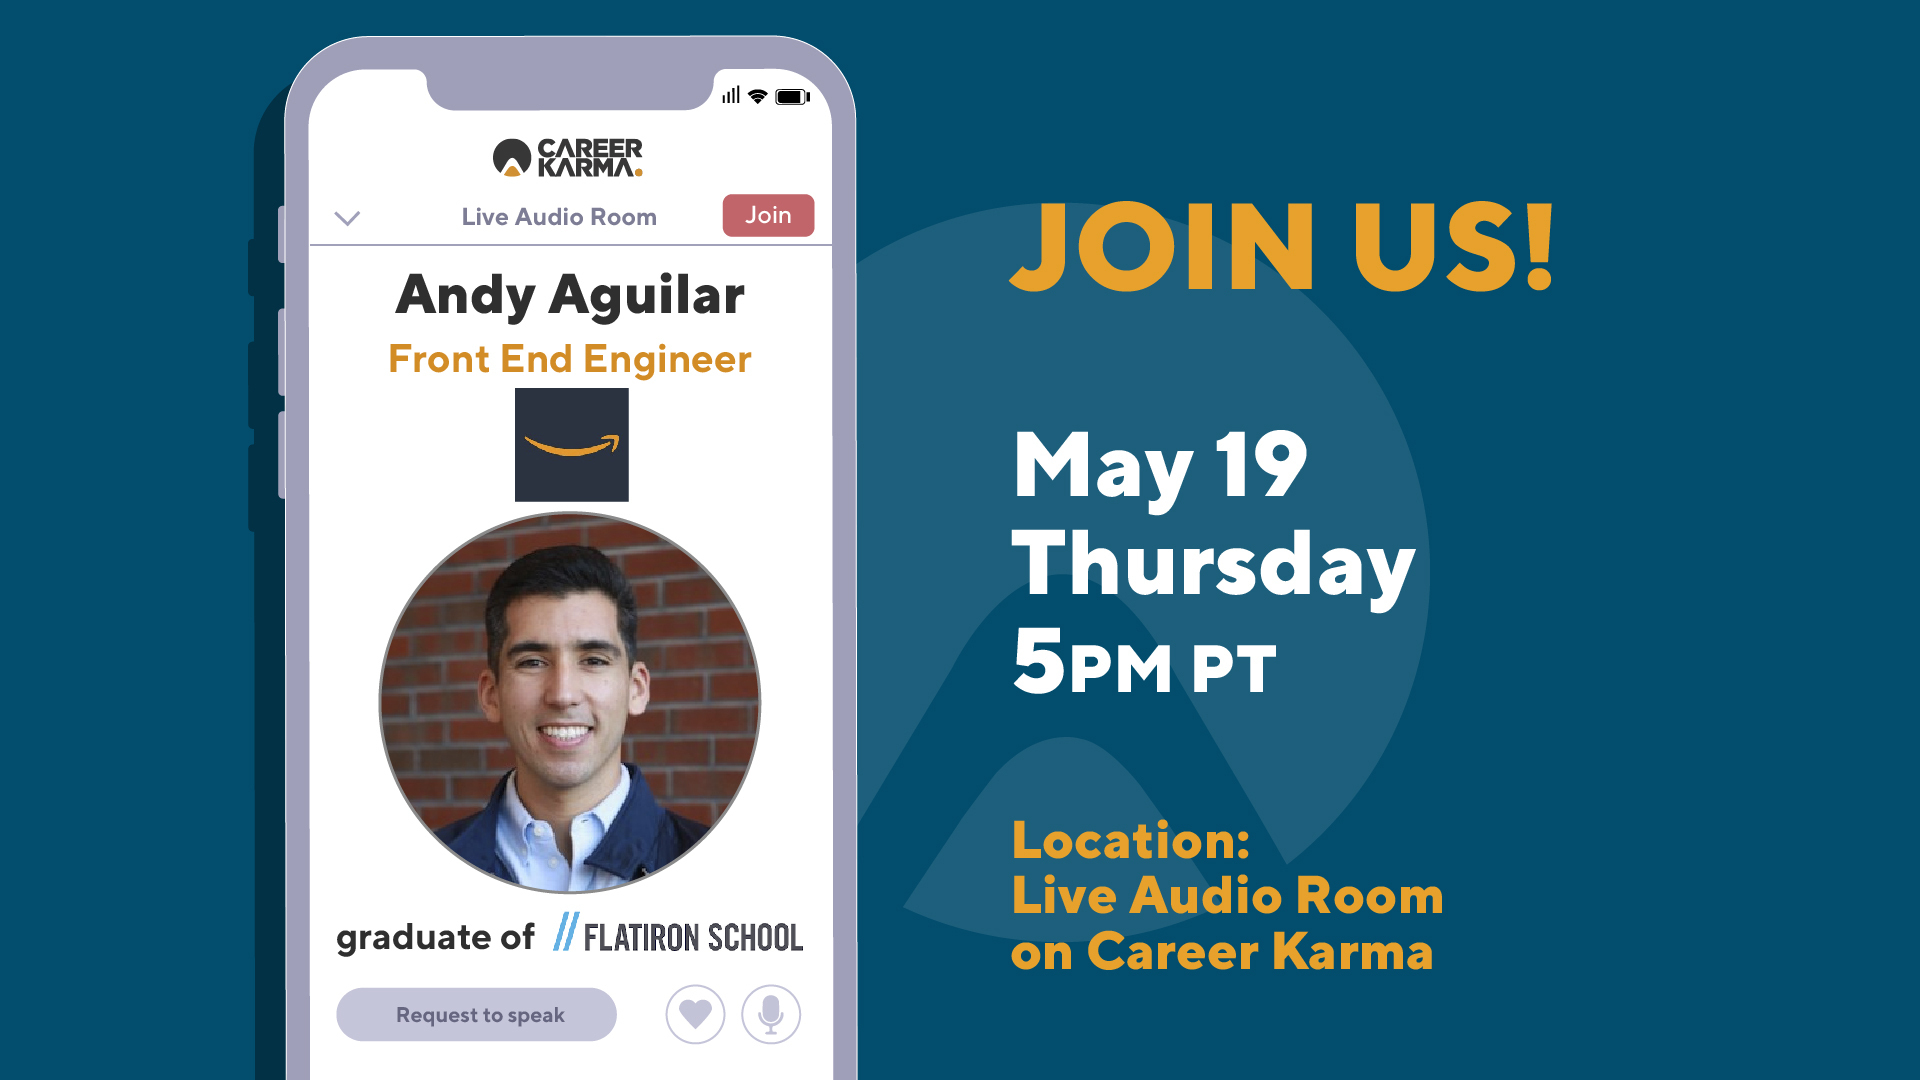 CAREER
KARMA.
Live Audio Room
Join
Andy Aguilar
Front End Engineer
graduate of // FLATIRON SCHOOL
Request to speak
JOIN US!
May 19
Thursday
5PM PT
Location:
Live Audio Room
on Career Karma